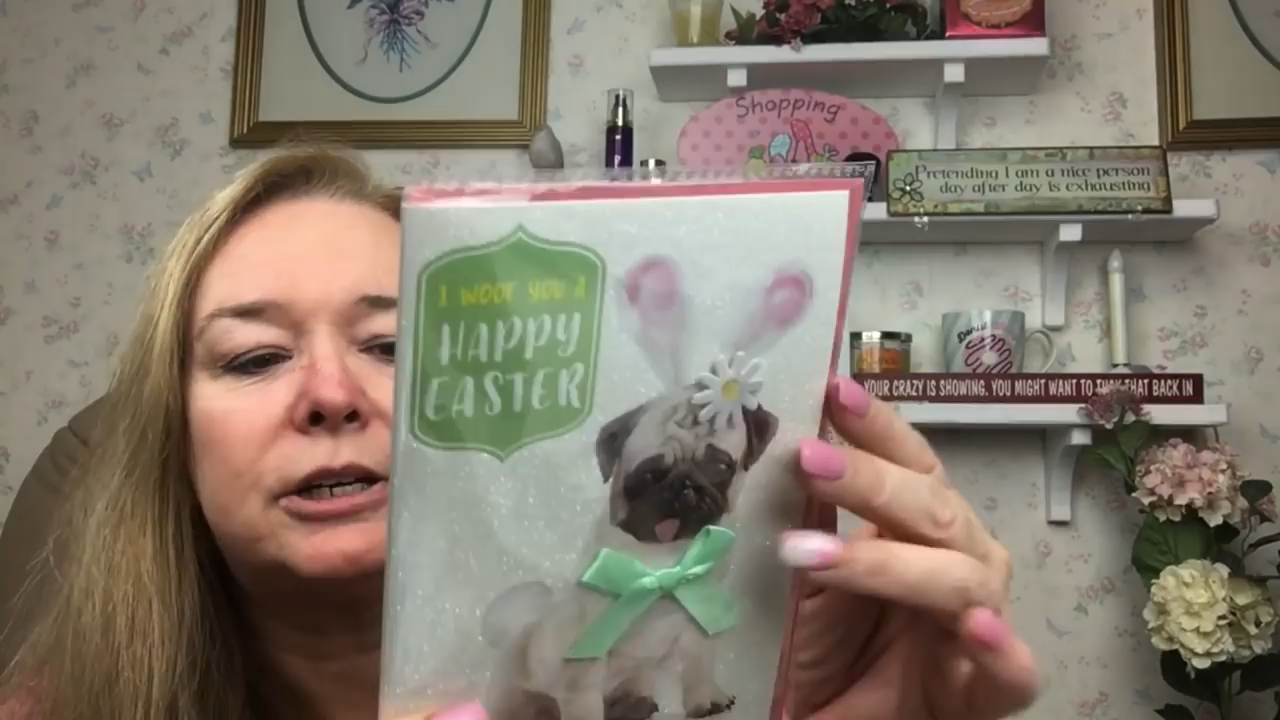 Shopping
Pretending I am a nice person
day after day is exhausting
I WOOF YOU A
HAPPY
EASTER
YOUR CRAZY IS SHOWING. YOU MIGHT WANT TO TUCK THAT BACK IN